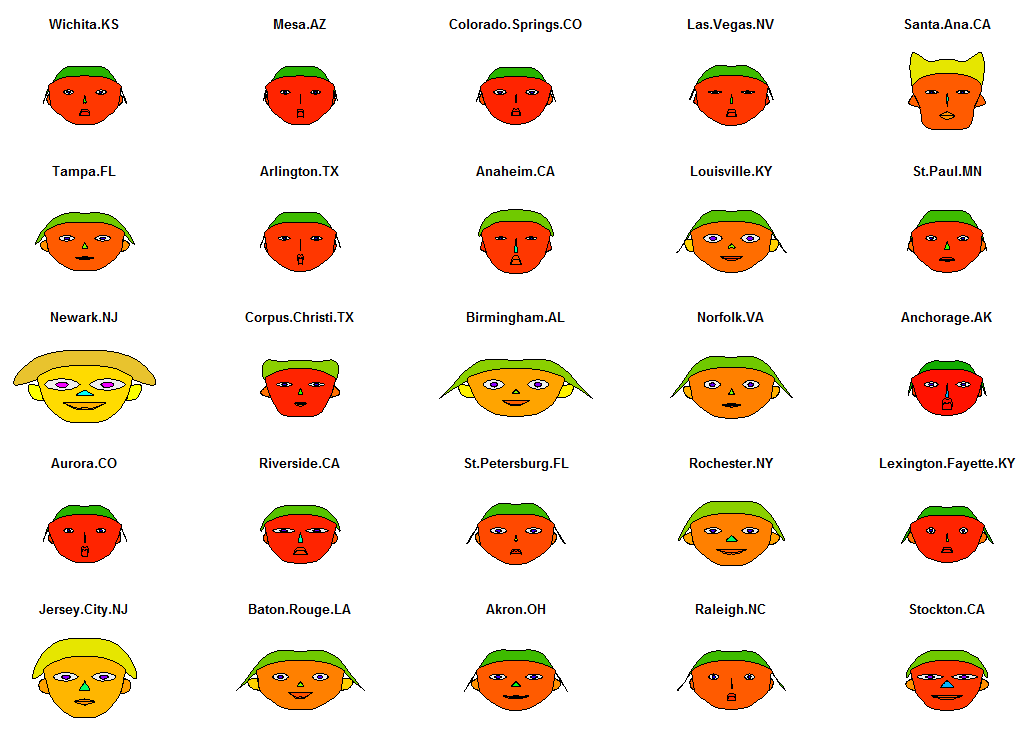 Wichita.KS Mesa.AZ Colorado.Springs.CO Las.Vegas.NV Santa.Ana.CA
Tampa.FL Arlington.TX Anaheim.CA Louisville.KY St.Paul.MN
Newark.NJ Corpus.Christi.TX Birmingham.AL Norfolk.VA Anchorage.AK
Aurora.CO Riverside.CA St.Petersburg.FL Rochester.NY Lexington.Fayette.KY
Jersey.City.NJ Baton.Rouge.LA Akron.OH Raleigh.NC Stockton.CA